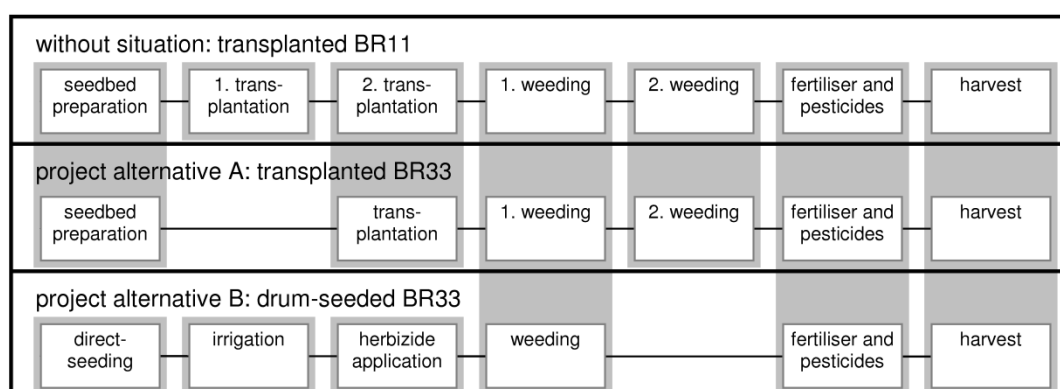 without situation: transplanted BR11
seedbed
preparation
1. trans-
plantation
2. trans-
plantation
1. weeding
2. weeding
fertiliser and
pesticides
harvest
project alternative A: transplanted BR33
seedbed
preparation
trans-
plantation
1. weeding
2. weeding
fertiliser and
pesticides
harvest
project alternative B: drum-seeded BR33
direct-
seeding
irrigation
herbizide
application
weeding
fertiliser and
pesticides
harvest